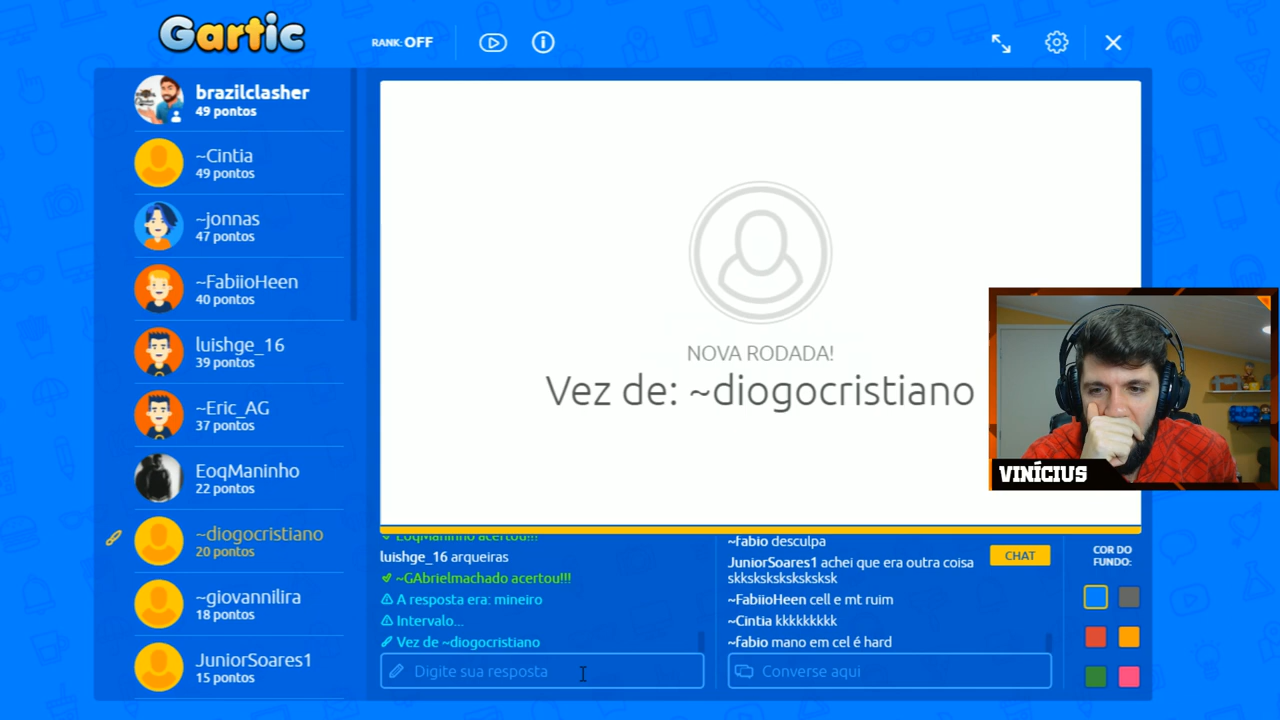 Gartic
RANK: OFF
brazilclasher
49 pontos
~Cintia
49 pontos
~jonnas
47 pontos
~FabiioHeen
40 pontos
luishge_16
39 pontos
~Eric_AG
37 pontos
EoqManinho
22 pontos
~diogocristiano
20 pontos
~giovannilira
18 pontos
JuniorSoares1
15 pontos
NOVA RODADA!
Vez de: ~diogocristiano
VINÍCIUS
EoqManinho acertou!!!
luishge_16 arqueiras
~GAbrielmachado acertou!!!
A resposta era: mineiro
Intervalo...
Vez de ~diogocristiano
Digite sua resposta
~fabio desculpa
JuniorSoares1 achei que era outra coisa
skksksksksksksk
~FabiioHeen cell e mt ruim
~Cintia kkkkkkkkk
~fabio mano em cel é hard
Converse aqui
CHAT
COR DO
FUNDO: